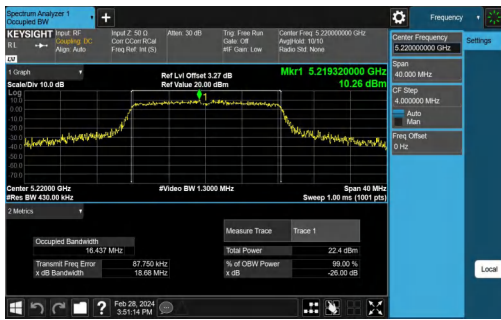 Spectrum Analyzer 1
Occupied BW
+
Frequency
KEYSIGHT
RL
Input: RF
Coupling: DC
Align: Auto
Input Z: 50 Ω
Corr CCorr RCal
Freq Ref: Int (S)
Atten: 30 dB
Trig: Free Run
Gate: Off
#IF Gain: Low
Center Freq: 5.220000000 GHz
Avg|Hold: 10/10
Radio Std: None
LM
Center Frequency
5.220000000 GHz
Settings
Span
40.000 MHz
CF Step
4.000000 MHz
Auto
Man
Freq Offset
0 Hz
Local
1 Graph
Scale/Div 10.0 dB
Ref Lvl Offset 3.27 dB
Ref Value 20.00 dBm
Mkr1 5.219320000 GHz
10.26 dBm
Log
10.0
0.00
-10.0
-20.0
-30.0
-40.0
-50.0
-60.0
-70.0
1
Center 5.22000 GHz
#Res BW 430.00 kHz
#Video BW 1.3000 MHz
Span 40 MHz
Sweep 1.00 ms (1001 pts)
2 Metrics
Measure Trace
Trace 1
Occupied Bandwidth
16.437 MHz
Total Power
22.4 dBm
Transmit Freq Error
87.750 kHz
% of OBW Power
99.00 %
x dB Bandwidth
18.68 MHz
x dB
-26.00 dB
?
Feb 28, 2024
3:51:14 PM